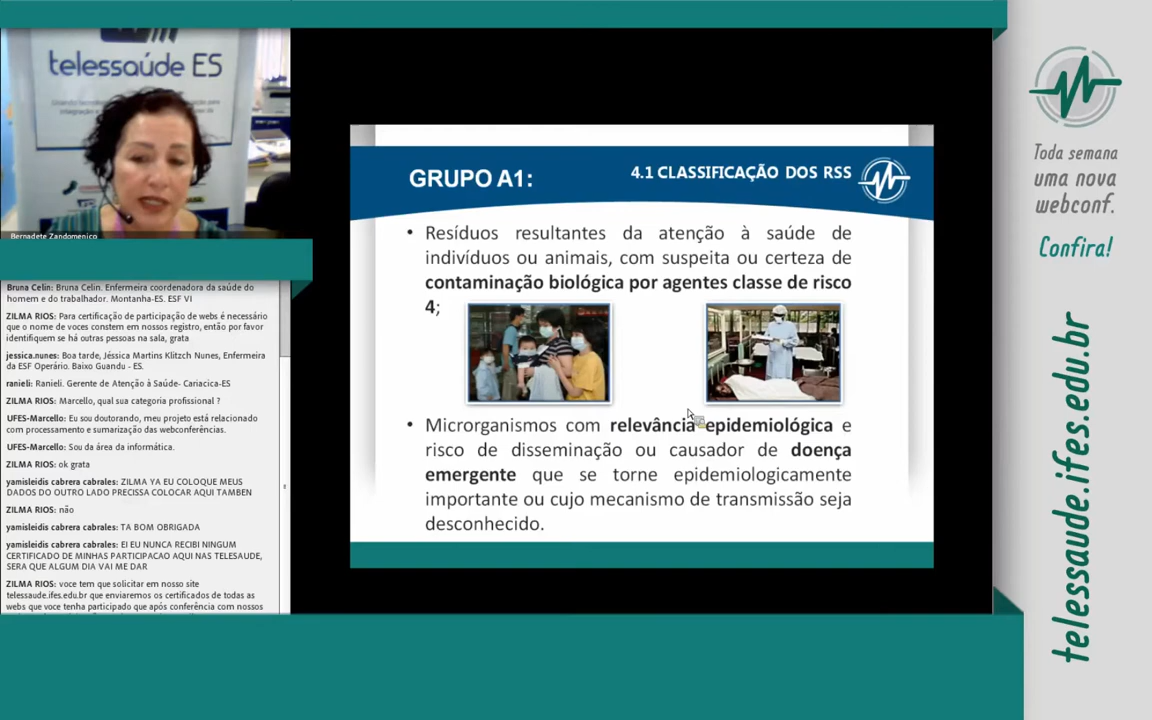 telessaúde ES
Bernadete Zandomenico
Bruna Celin: Bruna Celin. Enfermeira coordenadora da saúde do
homem e do trabalhador. Montanha-ES. ESF VI
ZILMA RIOS: Para certificação de participação de webs é necessário
que o nome de voces constem em nossos registro, então por favor
identifiquem se há outras pessoas na sala, grata
jessica.nunes: Boa tarde, Jéssica Martins Klitzch Nunes, Enfermeira
da ESF Operário. Baixo Guandu - ES.
ranieli: Ranieli. Gerente de Atenção à Saúde- Cariacica-ES
ZILMA RIOS: Marcello, qual sua categoria profissional ?
UFES-Marcello: Eu sou doutorando, meu projeto está relacionado
com processamento e sumarização das webconferências.
UFES-Marcello: Sou da área da informática.
ZILMA RIOS: ok grata
yamisleidis cabrera cabrales: ZILMA YA EU COLOQUE MEUS
DADOS DO OUTRO LADO PRECISSA COLOCAR AQUI TAMBEN
ZILMA RIOS: não
yamisleidis cabrera cabrales: TA BOM OBRIGADA
yamisleidis cabrera cabrales: EI EU NUNCA RECIBI NINGUM
CERTIFICADO DE MINHAS PARTICIPACAO AQUI NAS TELESAUDE,
SERA QUE ALGUM DIA VAI ME DAR
ZILMA RIOS: voce tem que solicitar em nosso site
telessaude.ifes.edu.br que enviaremos os certificados de todas as
webs que voce tenha participado que após conferência com nossos
GRUPO A1:
4.1 CLASSIFICAÇÃO DOS RSS
• Resíduos resultantes da atenção à saúde de
indivíduos ou animais, com suspeita ou certeza de
contaminação biológica por agentes classe de risco
4;
• Microrganismos com relevância epidemiológica e
risco de disseminação ou causador de doença
emergente que se torne epidemiologicamente
importante ou cujo mecanismo de transmissão seja
desconhecido.
Toda semana
uma nova
webconf.
Confira!
telessaude.ifes.edu.br